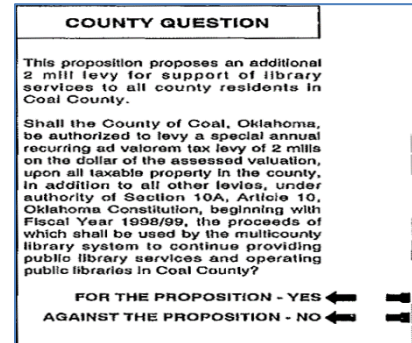 COUNTY QUESTION
This proposition proposes an additional
2 mill levy for support of library
services to all county residents in
Coal County.
Shall the County of Coal, Oklahoma,
be authorized to levy a special annual
recurring ad valorem tax levy of 2 mills
on the dollar of the assessed valuation,
upon all taxable property in the county,
in addition to all other levies, under
authority of Section 10A, Article 10,
Oklahoma Constitution, beginning with
Fiscal Year 1998/99, the proceeds of
which shall be used by the multicounty
library system to continue providing
public library services and operating
public libraries in Coal County?
FOR THE PROPOSITION - YES
AGAINST THE PROPOSITION - NO